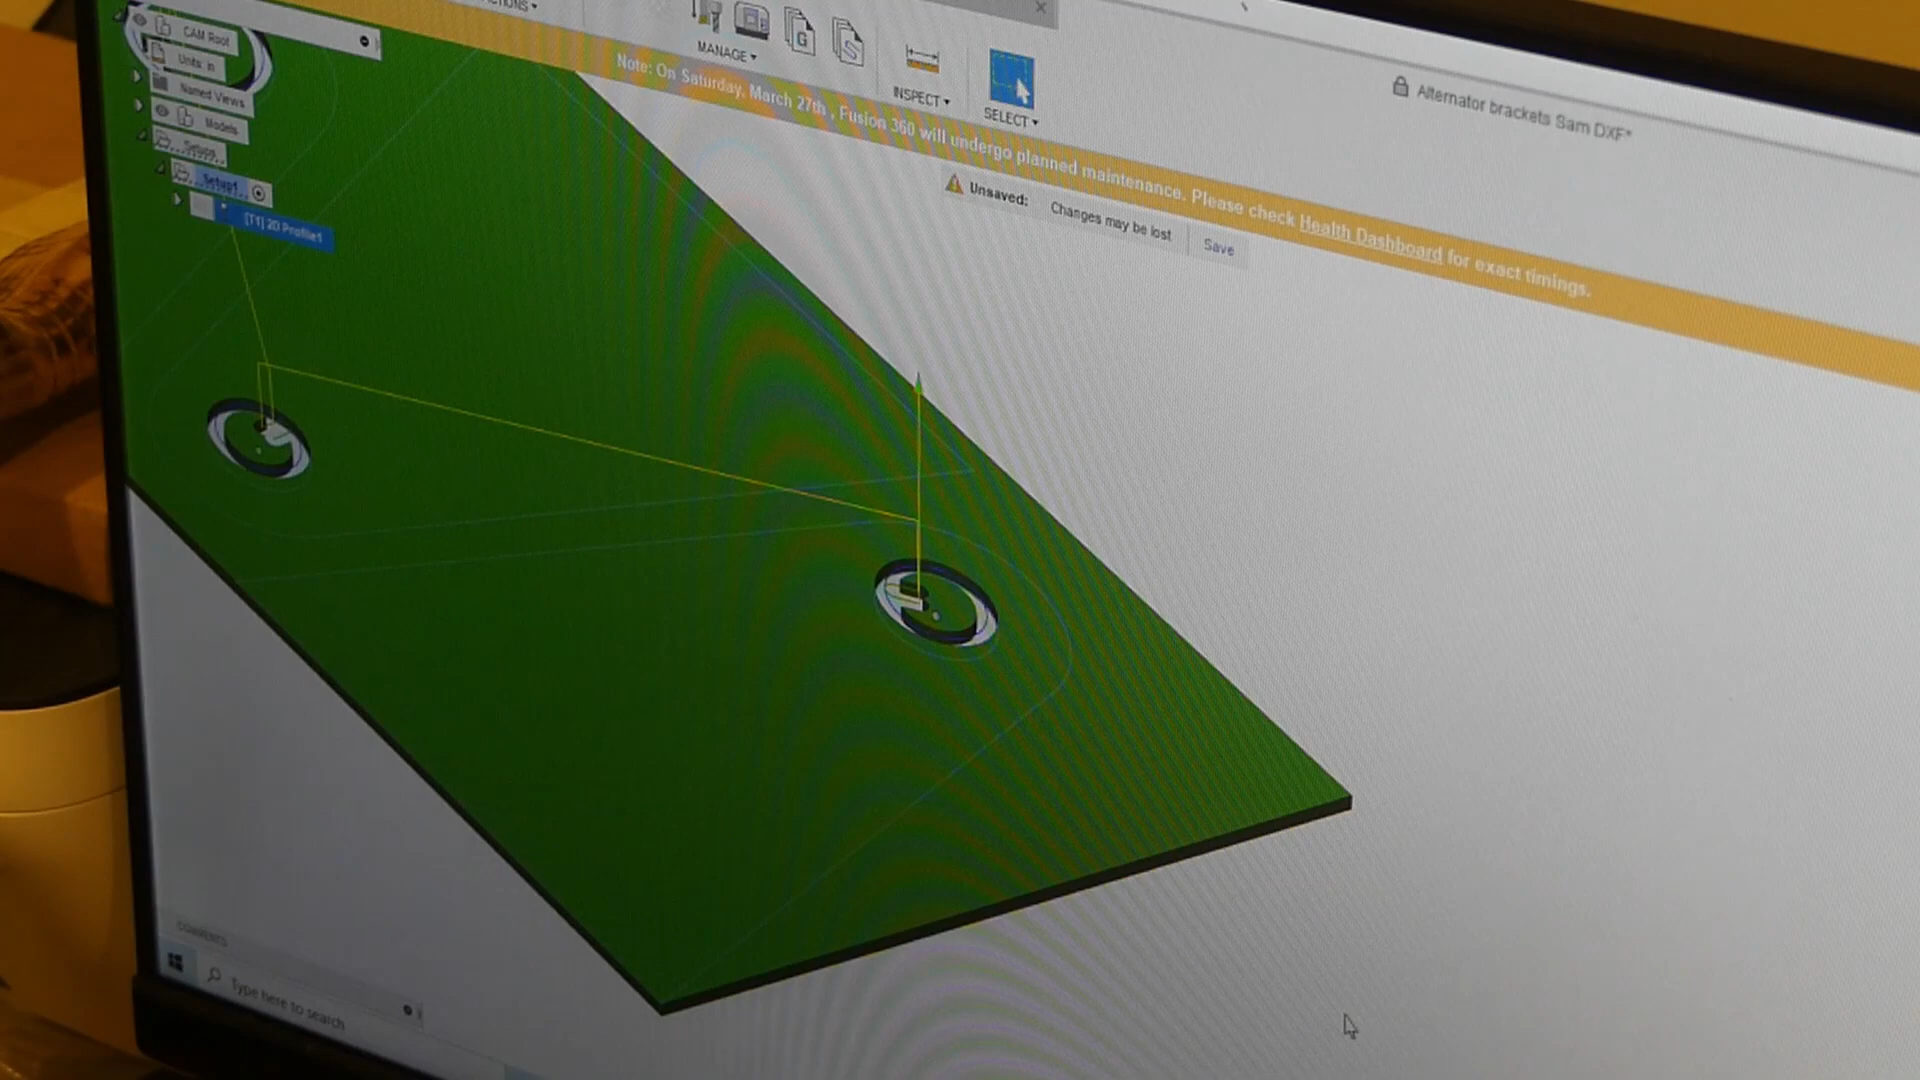 MANAGE
INSPECT
SELECT
Alternator brackets Sam DXF*
Note: On Saturday, March 27th , Fusion 360 will undergo planned maintenance. Please check Health Dashboard for exact timings.
Unsaved: Changes may be lost Save
CAM Root
Units: in
Named Views
Models
Setups
Setup1
[T1] 2D Profile1
COMMENTS
Type here to search